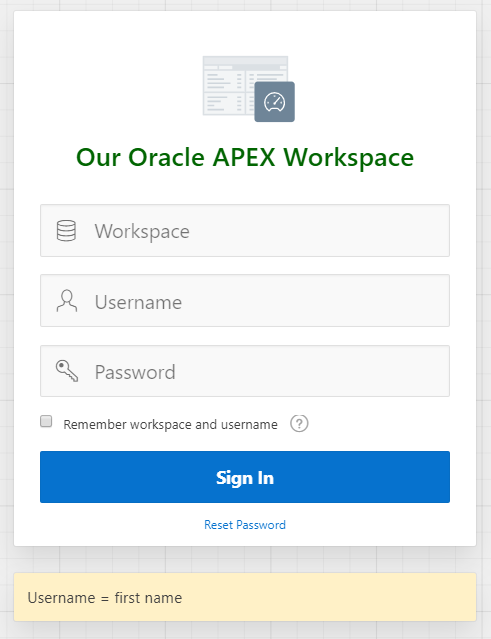 Our Oracle APEX Workspace
Workspace
Username
Password
Remember workspace and username ?
Sign In
Reset Password
Username = first name